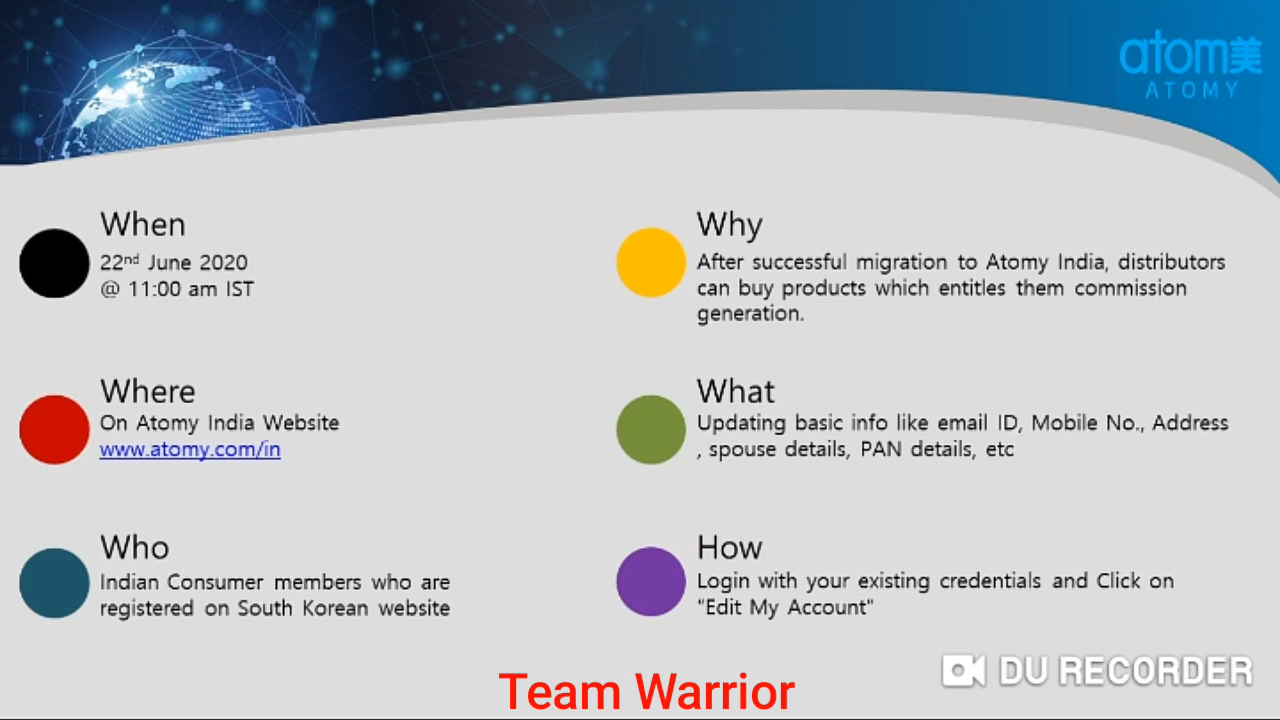 atom美
ATOMY
When
22nd June 2020
@ 11:00 am IST
Why
After successful migration to Atomy India, distributors
can buy products which entitles them commission
generation.
Where
On Atomy India Website
www.atomy.com/in
What
Updating basic info like email ID, Mobile No., Address
, spouse details, PAN details, etc
Who
Indian Consumer members who are
registered on South Korean website
How
Login with your existing credentials and Click on
"Edit My Account"
DU RECORDER
Team Warrior